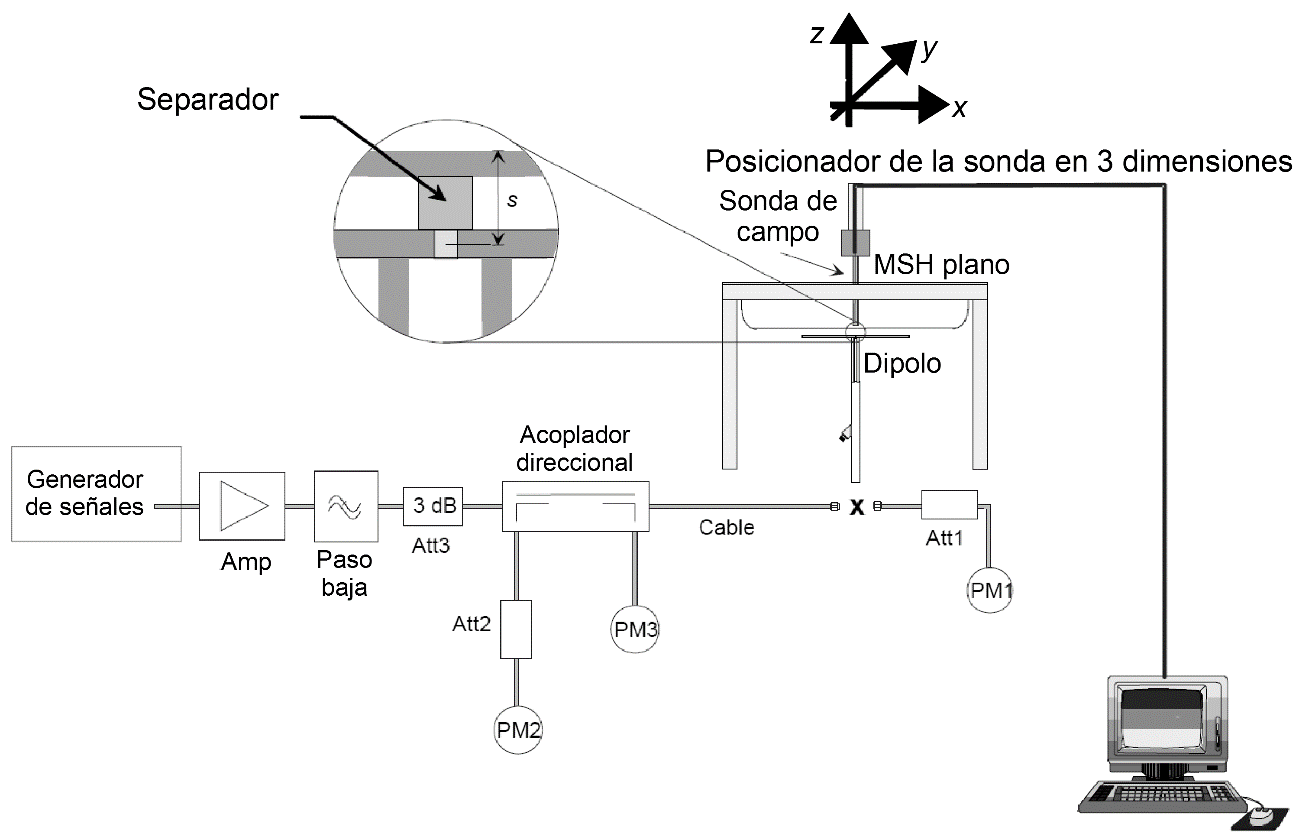 z
y
x
Separador
Posicionador de la sonda en 3 dimensiones
s
Sonda de
campo
MSH plano
Dipolo
Acoplador
direccional
Generador
de señales
3 dB
Att3
Cable
X
Att1
Amp
Paso
baja
PM1
Att2
PM3
PM2